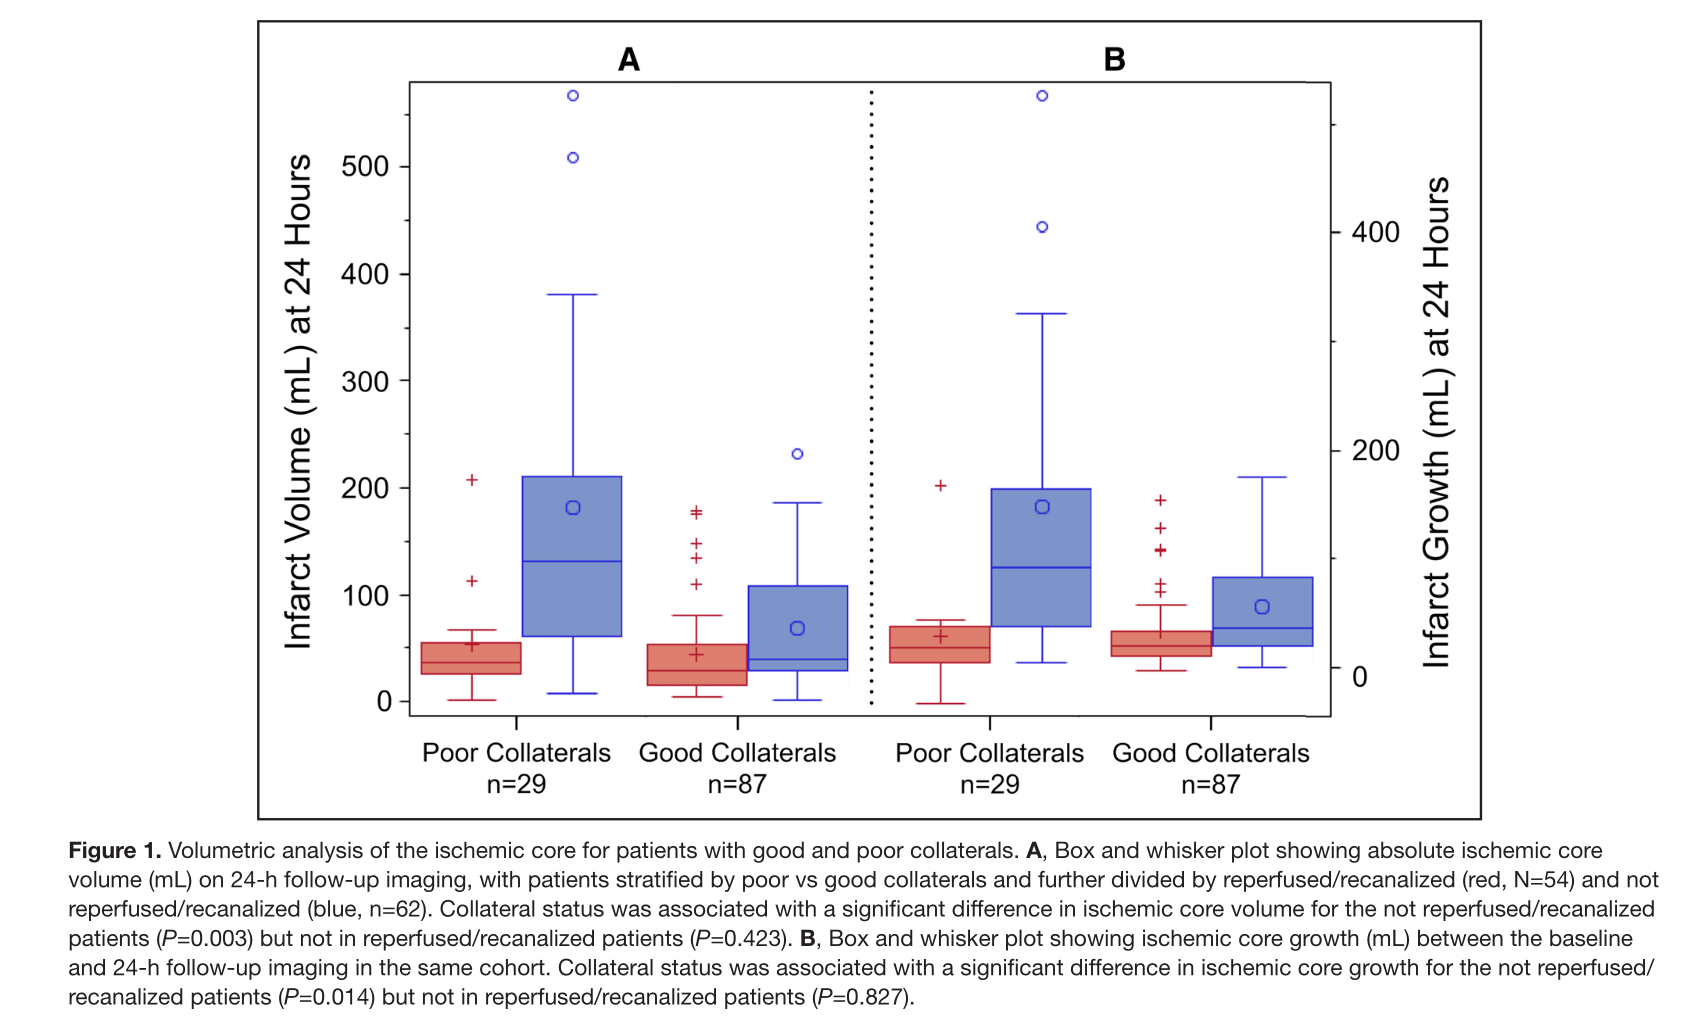 A
B
Infarct Volume (mL) at 24 Hours
500
400
300
200
100
0
400
200
0
Infarct Growth (mL) at 24 Hours
Poor Collaterals
n=29
Good Collaterals
n=87
Poor Collaterals
n=29
Good Collaterals
n=87
Figure 1. Volumetric analysis of the ischemic core for patients with good and poor collaterals. A, Box and whisker plot showing absolute ischemic core
volume (mL) on 24-h follow-up imaging, with patients stratified by poor vs good collaterals and further divided by reperfused/recanalized (red, N=54) and not
reperfused/recanalized (blue, n=62). Collateral status was associated with a significant difference in ischemic core volume for the not reperfused/recanalized
patients (P=0.003) but not in reperfused/recanalized patients (P=0.423). B, Box and whisker plot showing ischemic core growth (mL) between the baseline
and 24-h follow-up imaging in the same cohort. Collateral status was associated with a significant difference in ischemic core growth for the not reperfused/
recanalized patients (P=0.014) but not in reperfused/recanalized patients (P=0.827).